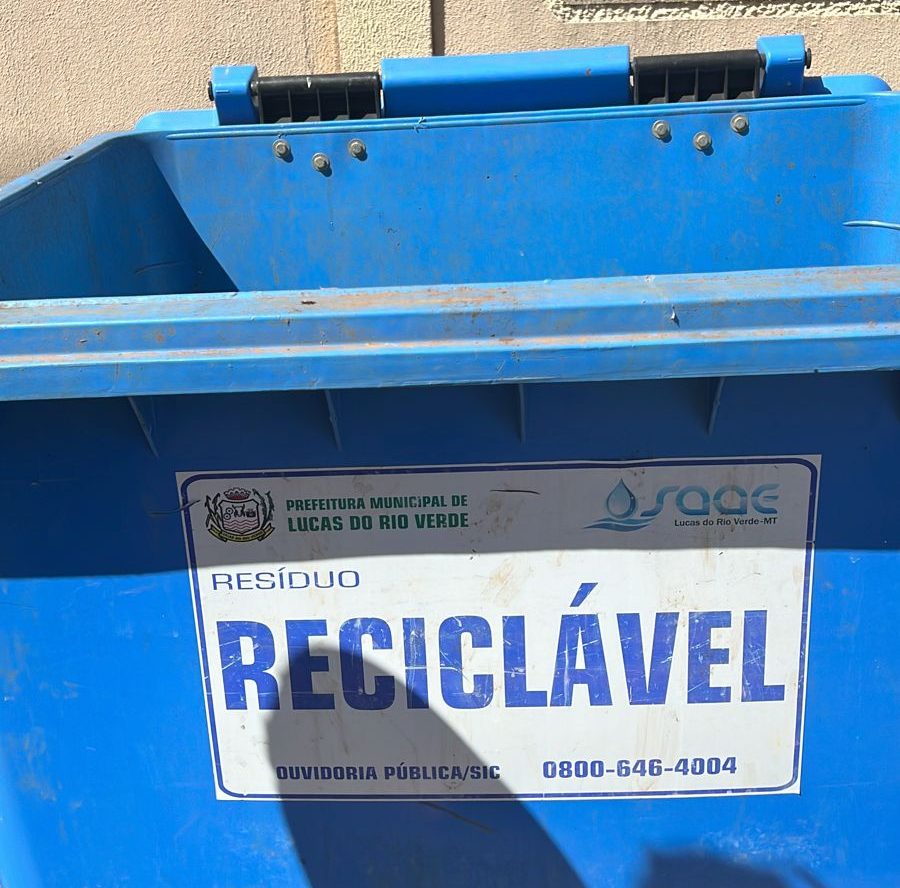 PREFEITURA MUNICIPAL DE
LUCAS DO RIO VERDE
saae
Lucas do Rio Verde-MT
RESÍDUO
RECICLÁVEL
OUVIDORIA PÚBLICA/SIC 0800-646-4004